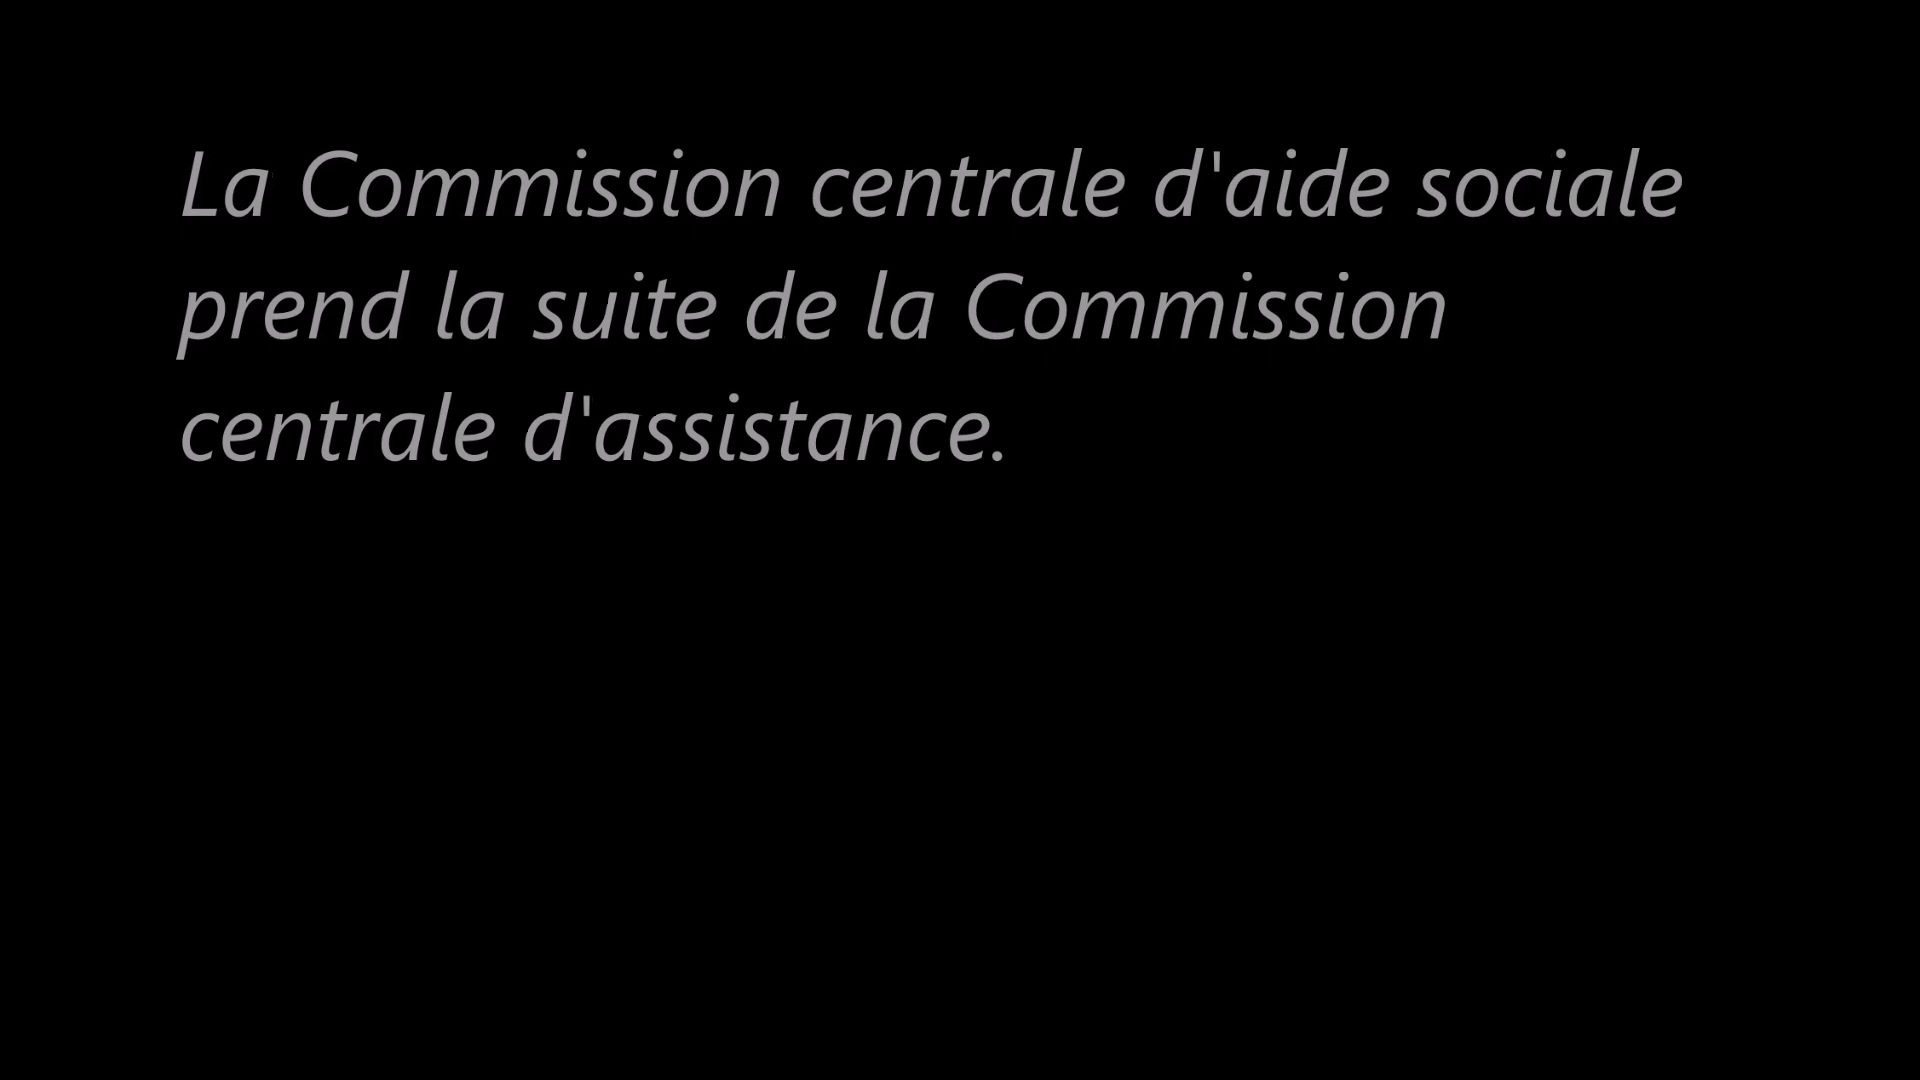 La Commission centrale d'aide sociale
prend la suite de la Commission
centrale d'assistance.